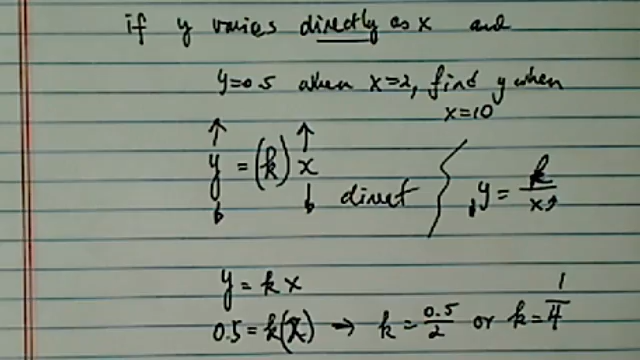 if y varies directly as x and
y=0.5 when x=2, find y when
x=10
y = (k) x direct y = k/x
y = k x
0.5 = k(2) → k = 0.5/2 or k = 1/4